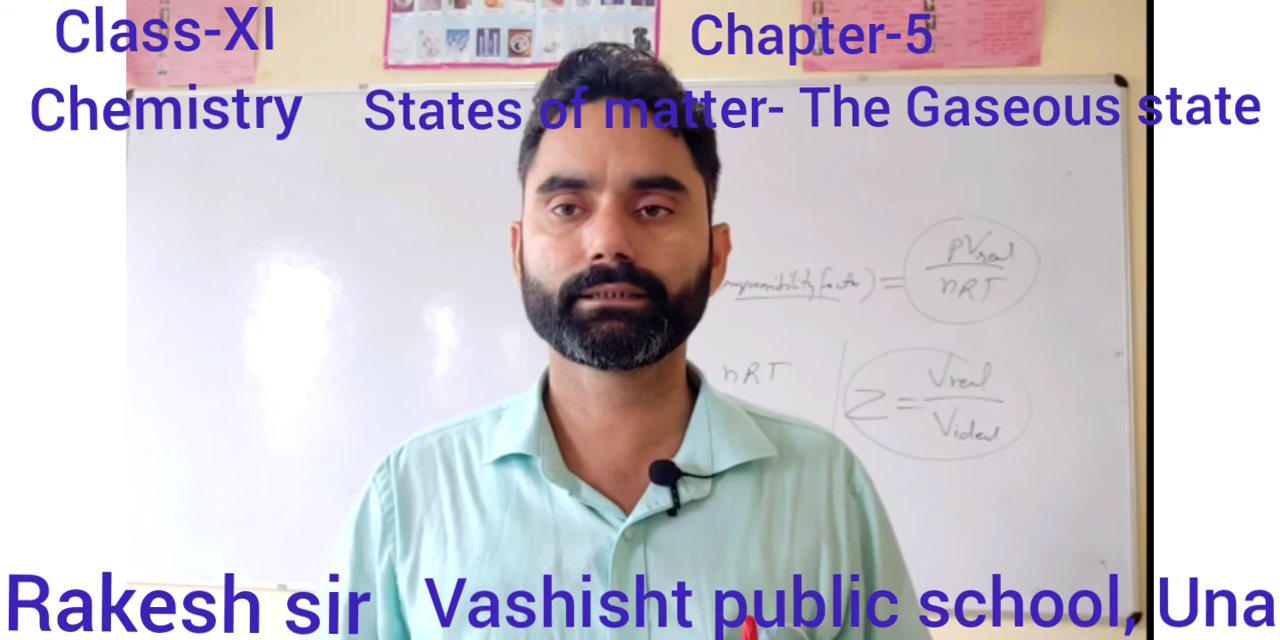 Class-XI
Chapter-5
Chemistry
States of matter- The Gaseous state
pVreal
factor) =
nRT
nRT
Z = Vreal
Videal
Rakesh sir
Vashisht public school, Una